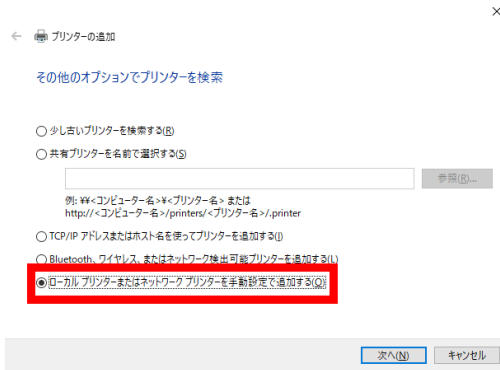 プリンターの追加
その他のオプションでプリンターを検索
少し古いプリンターを検索する(R)
共有プリンターを名前で選択する(S)
参照(R)...
例: ¥¥<コンピューター名>¥<プリンター名> または
http://<コンピューター名>/printers/<プリンター名>/.printer
TCP/IP アドレスまたはホスト名を使ってプリンターを追加する(I)
Bluetooth、ワイヤレス、またはネットワーク検出可能プリンターを追加する(L)
ローカル プリンターまたはネットワーク プリンターを手動設定で追加する(O)
次へ(N) キャンセル